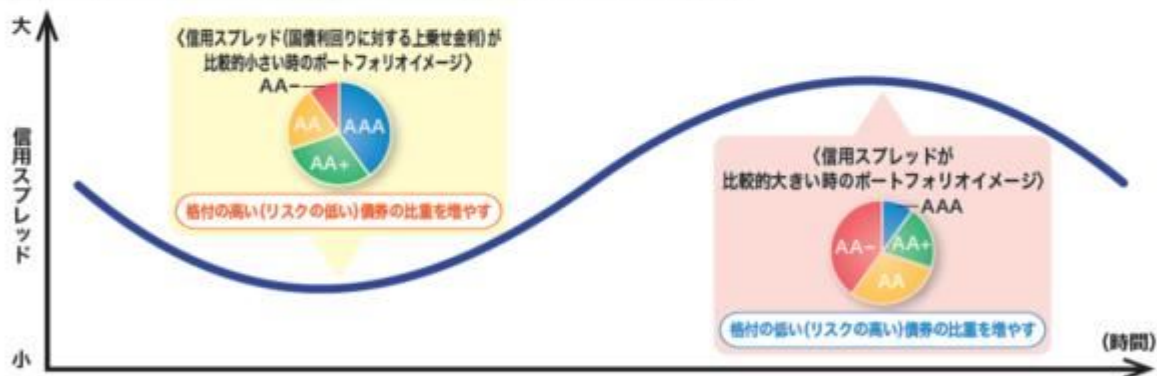 大
信用スプレッド
小
〈信用スプレッド(国債利回りに対する上乗せ金利)が
比較的小さい時のポートフォリオイメージ〉
AA−
AA
AAA
AA+
格付の高い(リスクの低い)債券の比重を増やす
〈信用スプレッドが
比較的大きい時のポートフォリオイメージ〉
AAA
AA−
AA+
AA
格付の低い(リスクの高い)債券の比重を増やす
(時間)